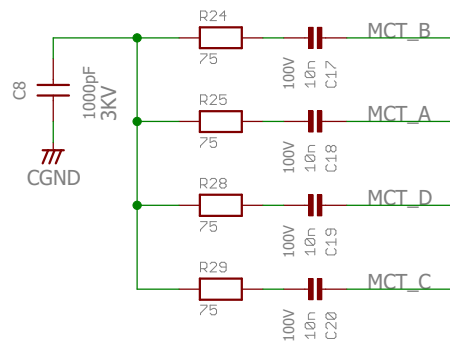 R24
75
100V
10n
C17
MCT_B
C8
1000pF
3KV
CGND
R25
75
100V
10n
C18
MCT_A
R28
75
100V
10n
C19
MCT_D
R29
75
100V
10n
C20
MCT_C